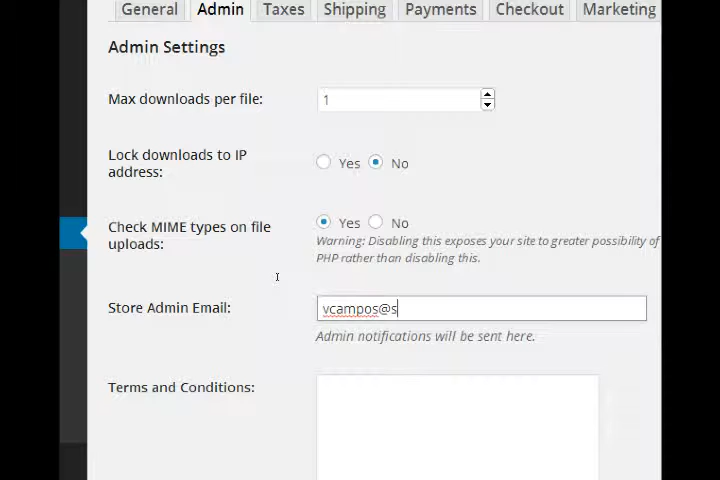 General Admin Taxes Shipping Payments Checkout Marketing
Admin Settings
Max downloads per file: 1
Lock downloads to IP address: Yes No
Check MIME types on file uploads: Yes No
Warning: Disabling this exposes your site to greater possibility of
PHP rather than disabling this.
Store Admin Email: vcampos@s
Admin notifications will be sent here.
Terms and Conditions: